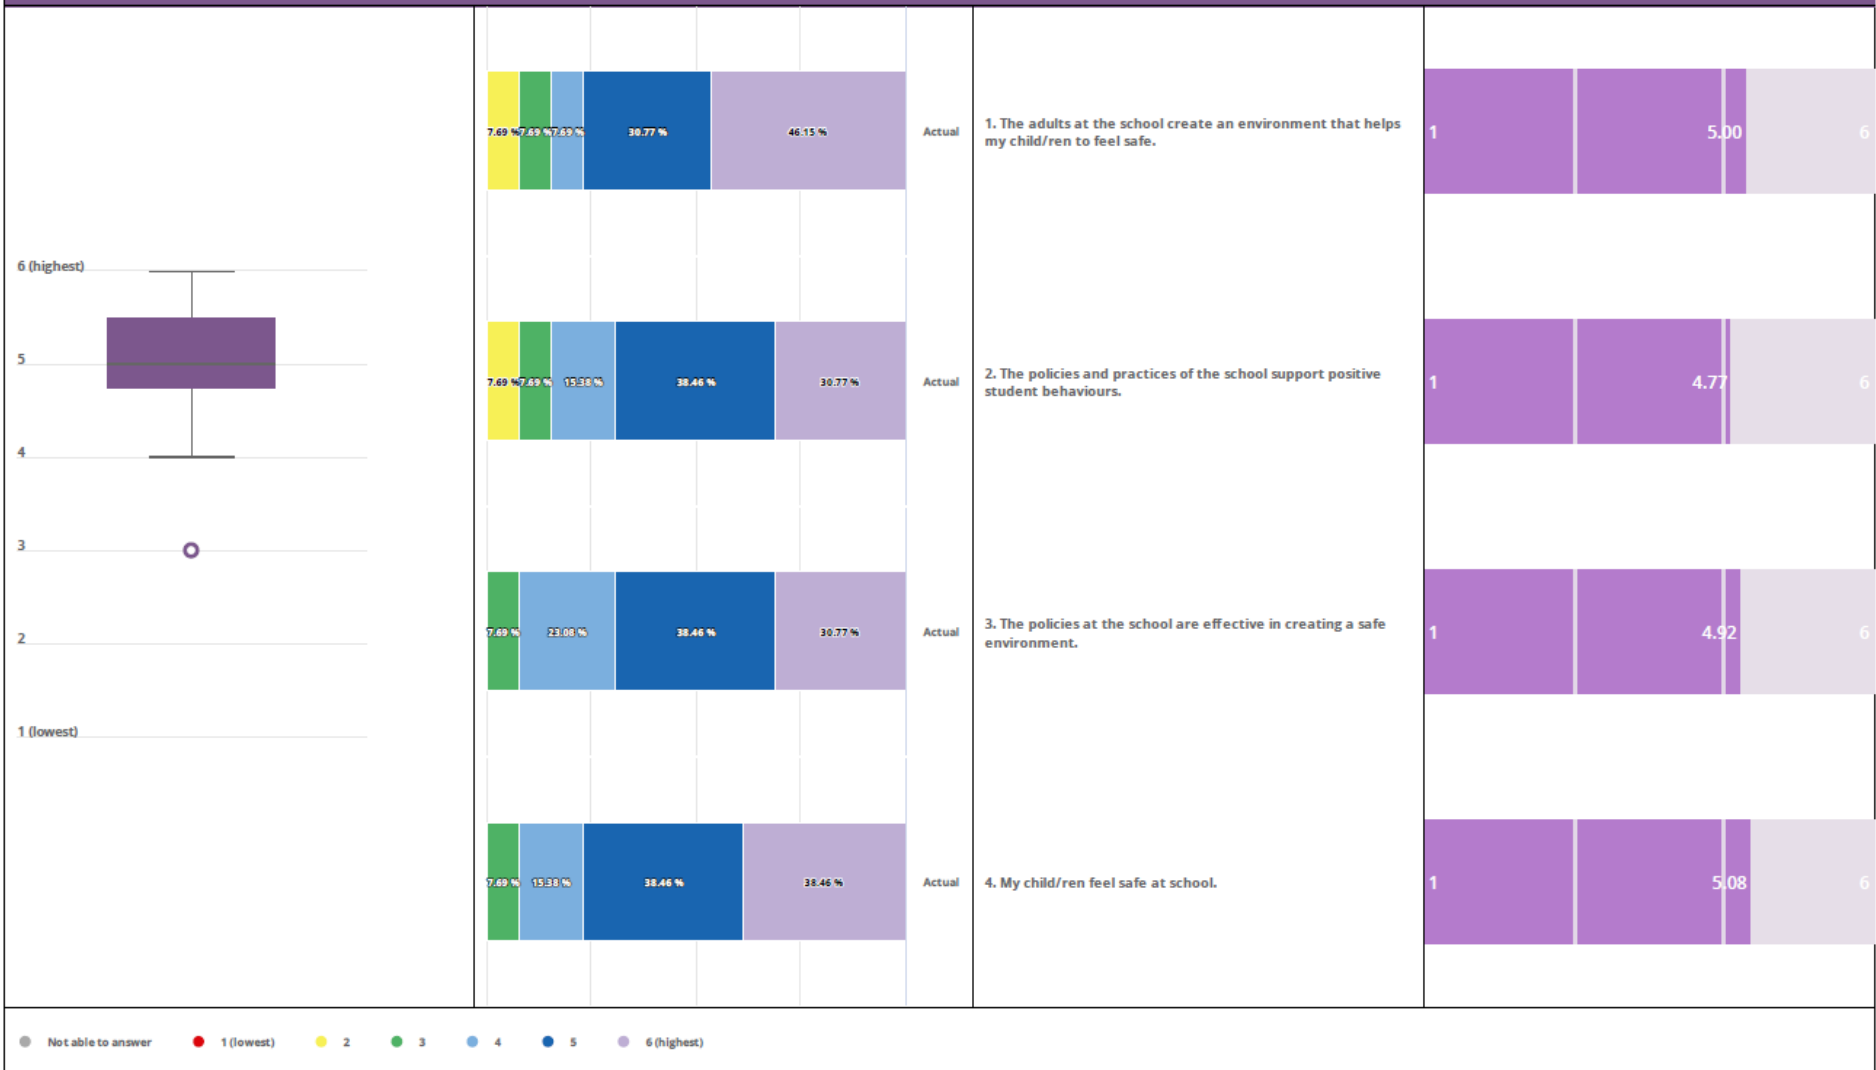 6 (highest)
5
4
3
2
1 (lowest)
7.69 % 7.69 % 7.69 % 30.77 % 46.15 %
Actual
1. The adults at the school create an environment that helps
my child/ren to feel safe.
1 5.00 6
7.69 % 7.69 % 15.38 % 38.46 % 30.77 %
Actual
2. The policies and practices of the school support positive
student behaviours.
1 4.77 6
7.69 % 23.08 % 38.46 % 30.77 %
Actual
3. The policies at the school are effective in creating a safe
environment.
1 4.92 6
7.69 % 15.38 % 38.46 % 38.46 %
Actual
4. My child/ren feel safe at school.
1 5.08 6
Not able to answer 1 (lowest) 2 3 4 5 6 (highest)